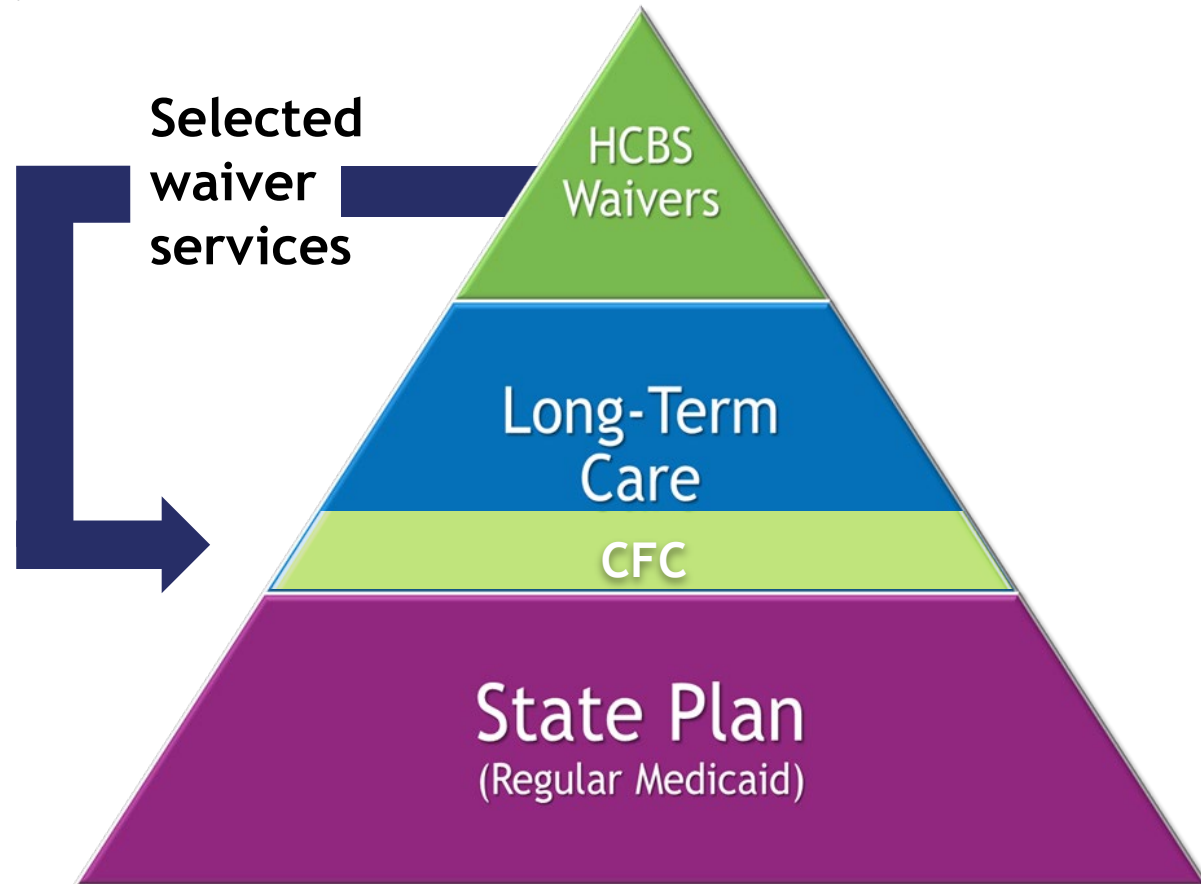 Selected
waiver
services
HCBS
Waivers
Long-Term
Care
CFC
State Plan
(Regular Medicaid)